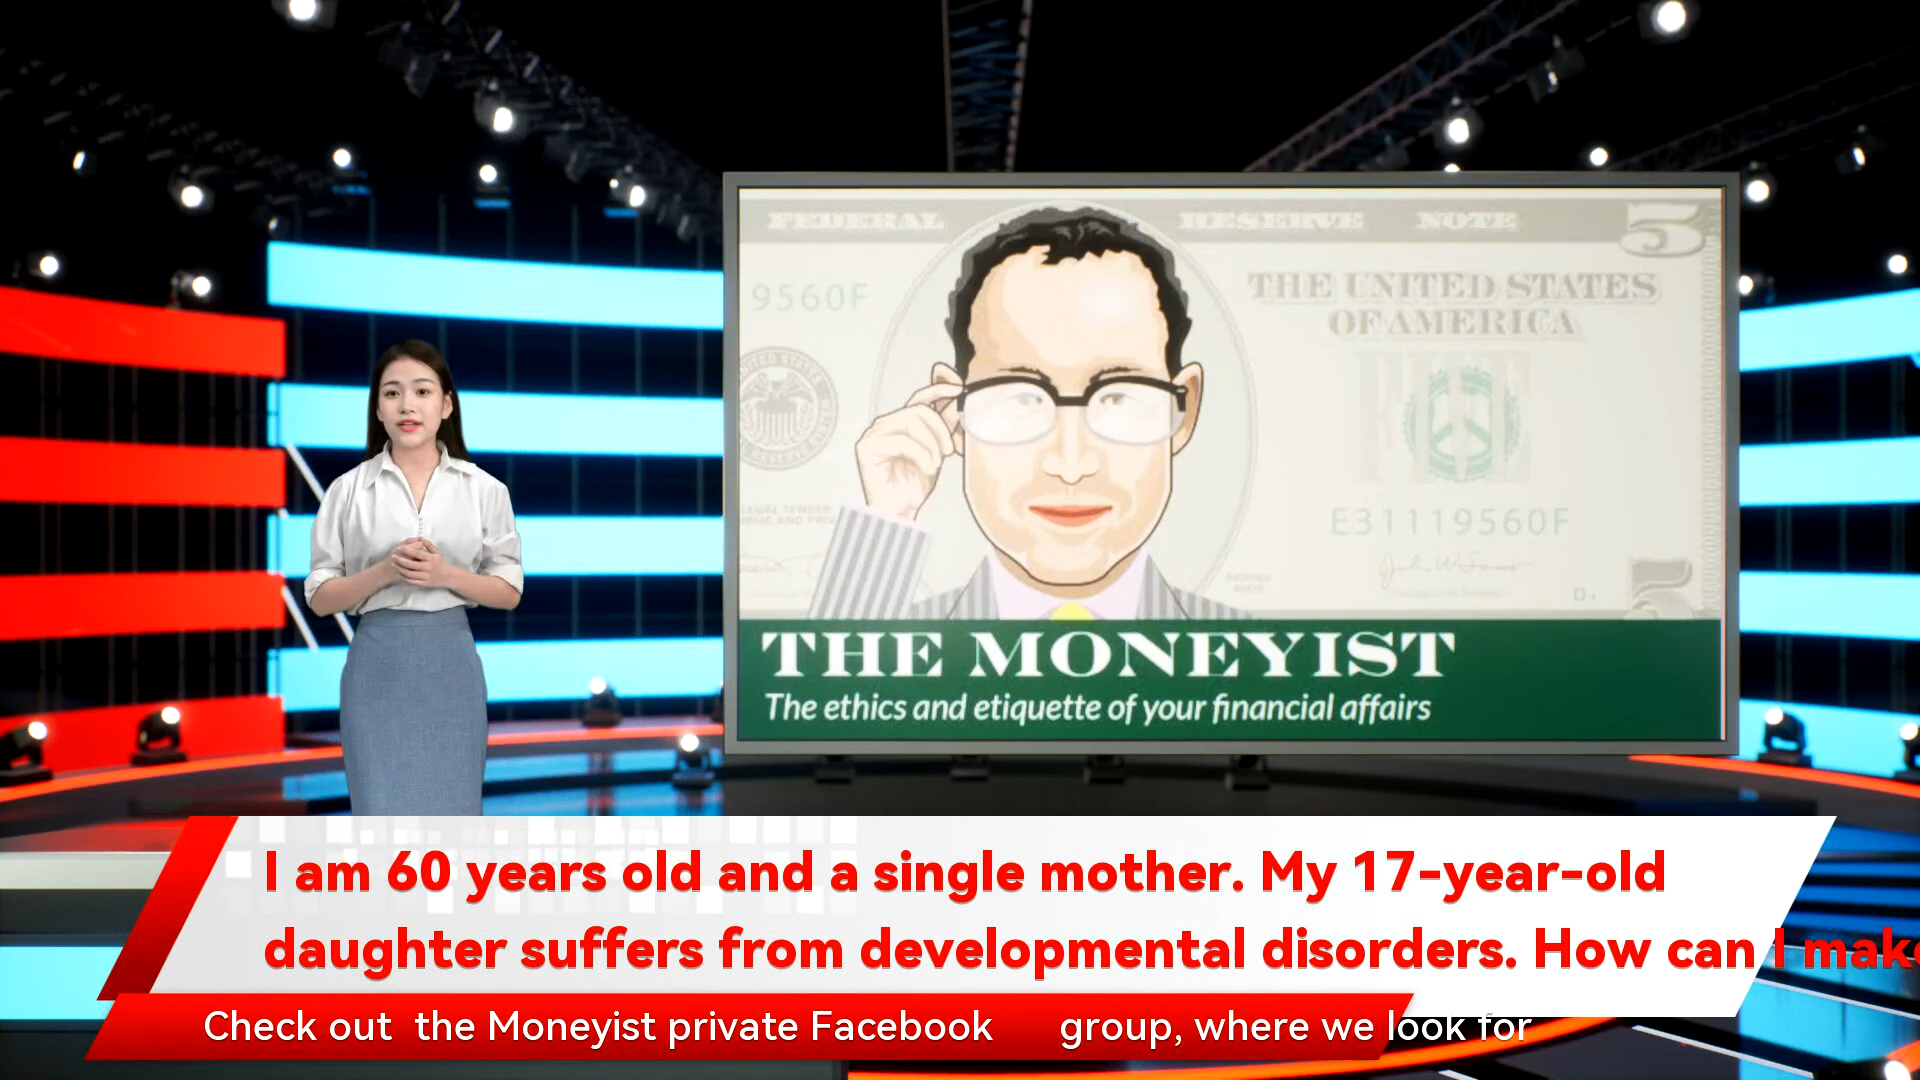 FEDERAL RESERVE NOTE 5
9560F
THE UNITED STATES
OF AMERICA
E31119560F
5
THE MONEYIST
The ethics and etiquette of your financial affairs
I am 60 years old and a single mother. My 17-year-old
daughter suffers from developmental disorders. How can I make
Check out the Moneyist private Facebook group, where we look for